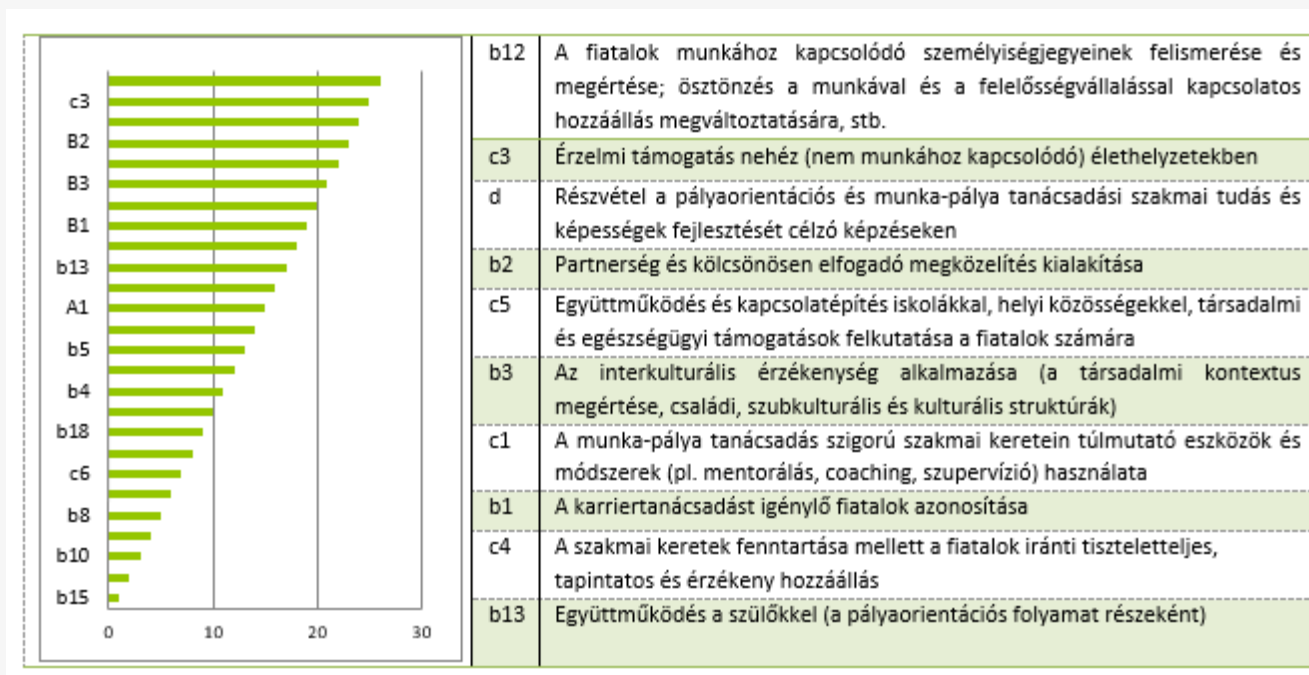 c3
B2
B3
B1
b13
A1
b5
b4
b18
c6
b8
b10
b15
0 10 20 30
b12 A fiatalok munkához kapcsolódó személyiségjegyeinek felismerése és
megértése; ösztönzés a munkával és a felelősségvállalással kapcsolatos
hozzáállás megváltoztatására, stb.
c3 Érzelmi támogatás nehéz (nem munkához kapcsolódó) élethelyzetekben
d Részvétel a pályaorientációs és munka-pálya tanácsadási szakmai tudás és
képességek fejlesztését célzó képzéseken
b2 Partnerség és kölcsönösen elfogadó megközelítés kialakítása
c5 Együttműködés és kapcsolatépítés iskolákkal, helyi közösségekkel, társadalmi
és egészségügyi támogatások felkutatása a fiatalok számára
b3 Az interkulturális érzékenység alkalmazása (a társadalmi kontextus
megértése, családi, szubkulturális és kulturális struktúrák)
c1 A munka-pálya tanácsadás szigorú szakmai keretein túlmutató eszközök és
módszerek (pl. mentorálás, coaching, szupervízió) használata
b1 A karriertanácsadást igénylő fiatalok azonosítása
c4 A szakmai keretek fenntartása mellett a fiatalok iránti tiszteletteljes,
tapintatos és érzékeny hozzáállás
b13 Együttműködés a szülőkkel (a pályaorientációs folyamat részeként)